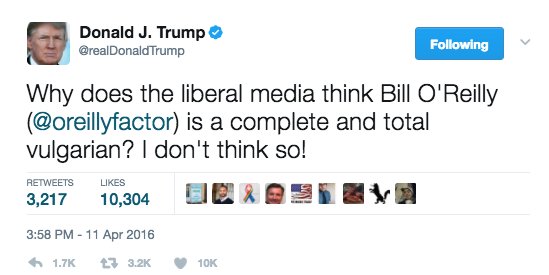 Donald J. Trump
@realDonaldTrump
Following
Why does the liberal media think Bill O'Reilly
(@oreillyfactor) is a complete and total
vulgarian? I don't think so!
RETWEETS
3,217
LIKES
10,304
3:58 PM - 11 Apr 2016
1.7K
3.2K
10K